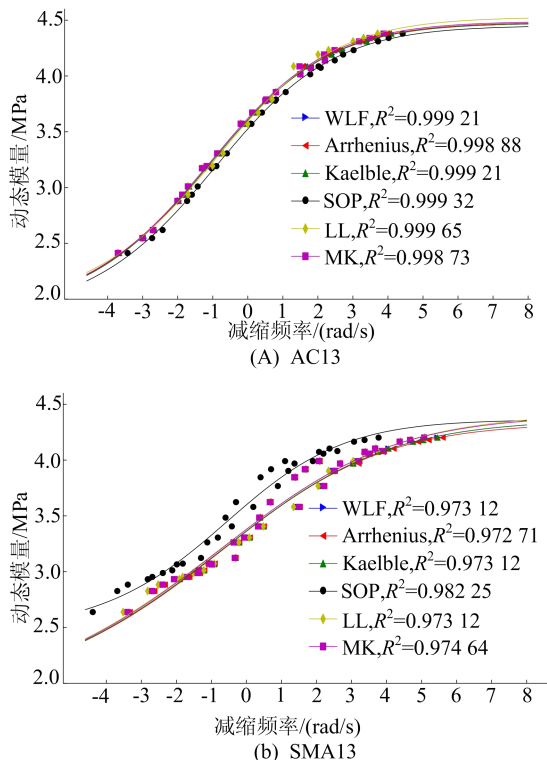 4.5
4.0
3.5
3.0
2.5
2.0
动态模量/MPa
WLF,R²=0.999 21
Arrhenius,R²=0.998 88
Kaelble,R²=0.999 21
SOP,R²=0.999 32
LL,R²=0.999 65
MK,R²=0.998 73
-4 -3 -2 -1 0 1 2 3 4 5 6 7 8
减缩频率/(rad/s)
(A) AC13
4.5
4.0
3.5
3.0
2.5
2.0
动态模量/MPa
WLF,R²=0.973 12
Arrhenius,R²=0.972 71
Kaelble,R²=0.973 12
SOP,R²=0.982 25
LL,R²=0.973 12
MK,R²=0.974 64
-4 -3 -2 -1 0 1 2 3 4 5 6 7 8
减缩频率/(rad/s)
(b) SMA13